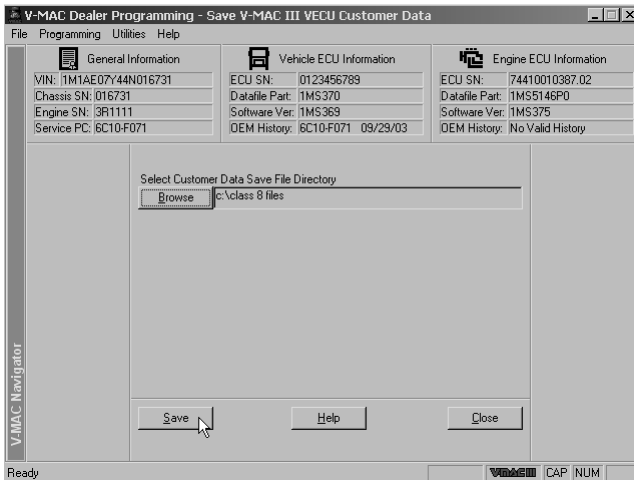 V-MAC Dealer Programming - Save V-MAC III VECU Customer Data
File Programming Utilities Help
General Information
VIN: 1M1AE07Y44N016731
Chassis SN: 016731
Engine SN: 3R1111
Service PC: 6C10-F071
Vehicle ECU Information
ECU SN: 0123456789
Datafile Part: 1MS370
Software Ver: 1MS369
OEM History: 6C10-F071 09/29/03
Engine ECU Information
ECU SN: 74410010387.02
Datafile Part: 1MS5146P0
Software Ver: 1MS375
OEM History: No Valid History
Select Customer Data Save File Directory
Browse c:\class 8 files
Save Help Close
V-MAC Navigator
Ready VMACIII CAP NUM